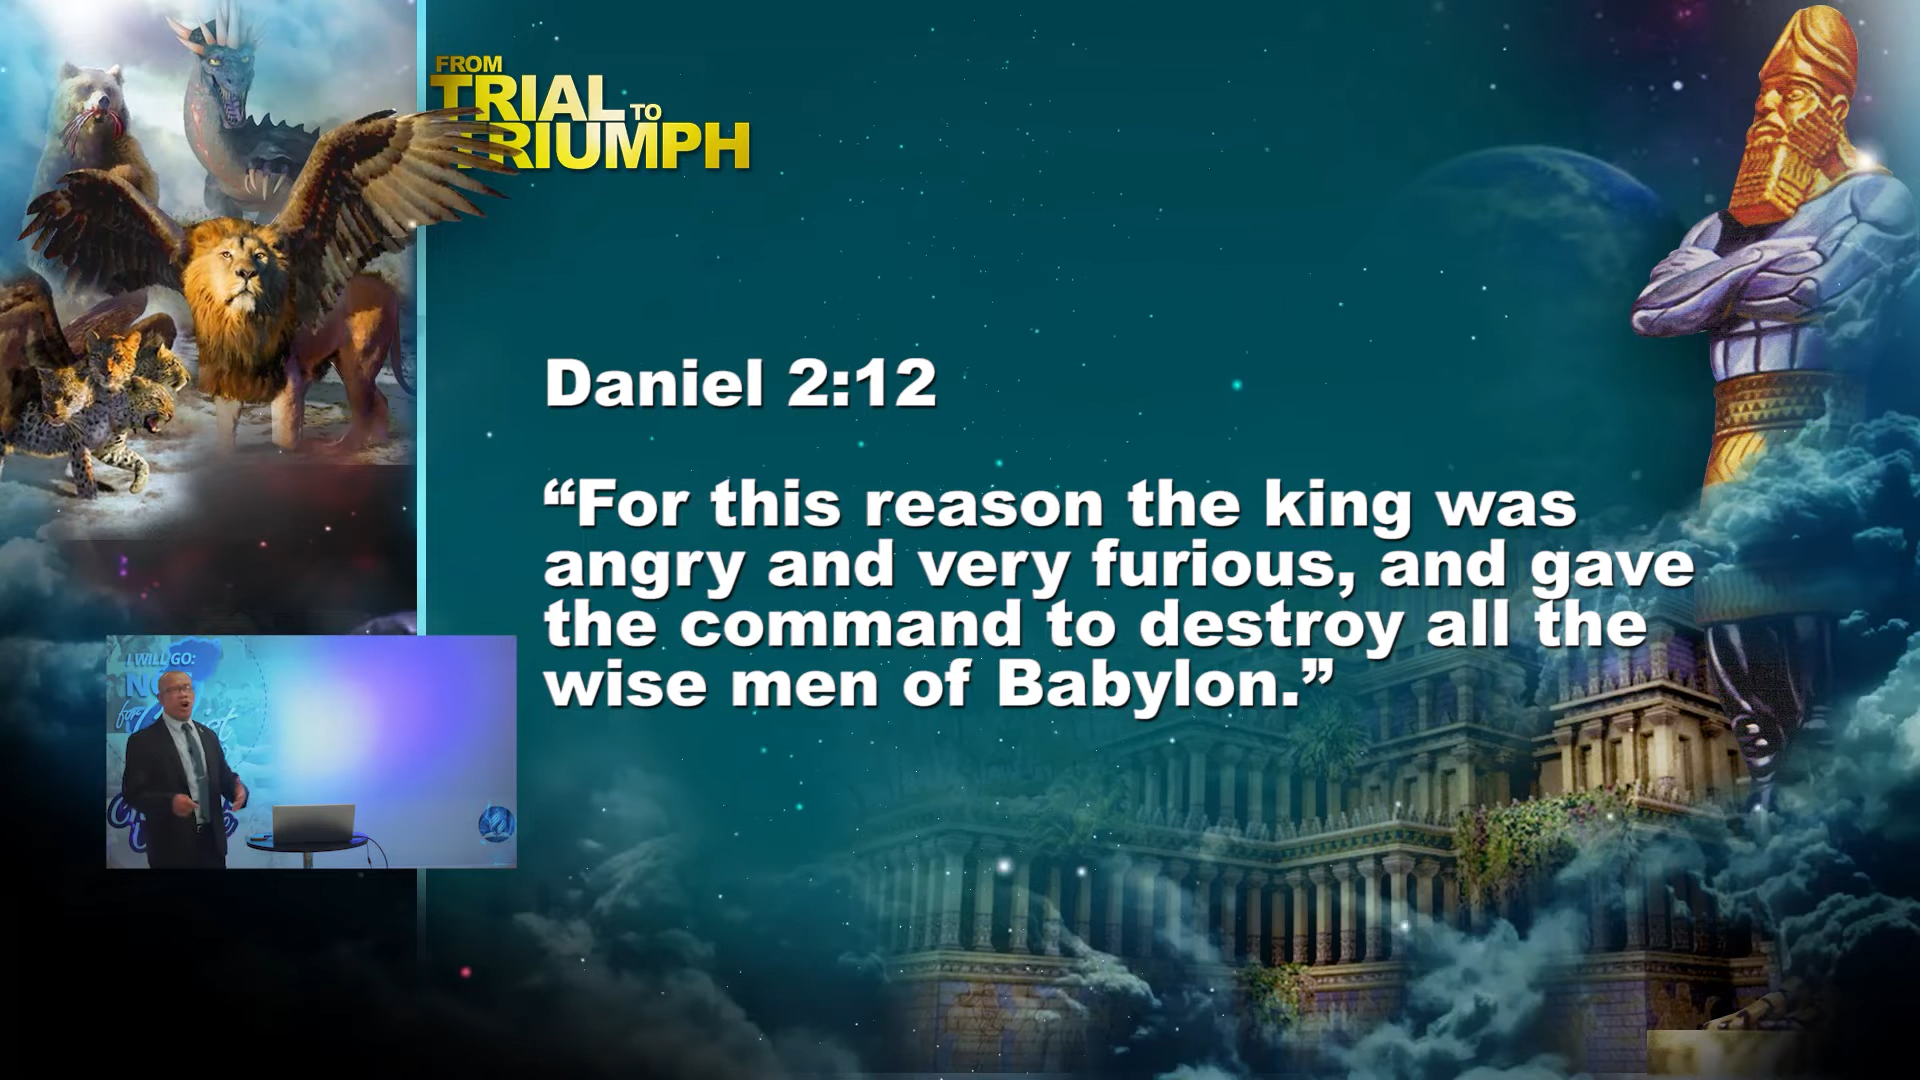 FROM
TRIAL TO
TRIUMPH
Daniel 2:12
“For this reason the king was
angry and very furious, and gave
the command to destroy all the
wise men of Babylon.”
I WILL GO:
for